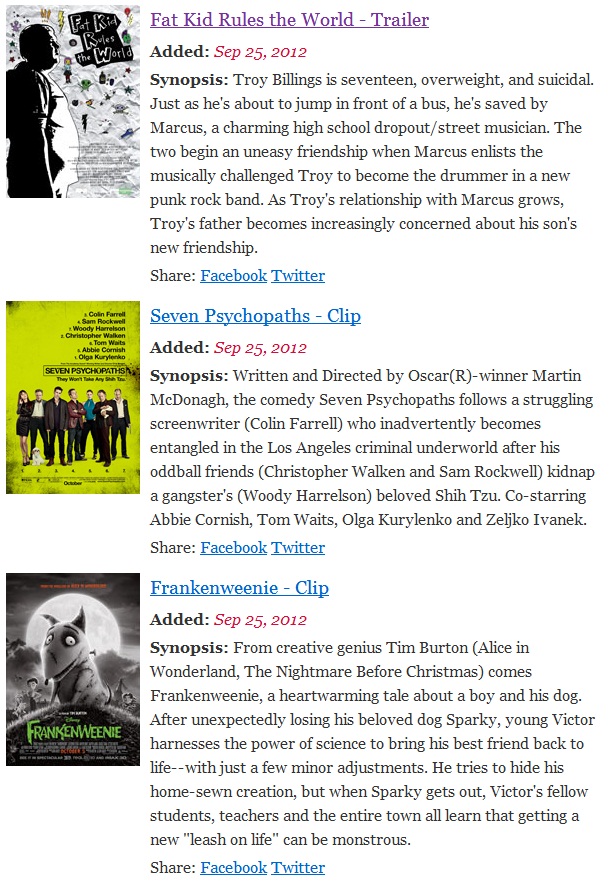 Fat Kid
Rules
the World
Fat Kid Rules the World - Trailer
Added: Sep 25, 2012
Synopsis: Troy Billings is seventeen, overweight, and suicidal.
Just as he's about to jump in front of a bus, he's saved by
Marcus, a charming high school dropout/street musician. The
two begin an uneasy friendship when Marcus enlists the
musically challenged Troy to become the drummer in a new
punk rock band. As Troy's relationship with Marcus grows,
Troy's father becomes increasingly concerned about his son's
new friendship.
Share: Facebook Twitter
Colin Farrell
Sam Rockwell
Woody Harrelson
Christopher Walken
Tom Waits
Abbie Cornish
Olga Kurylenko
SEVEN PSYCHOPATHS
They Won't Take Any Shih Tzu.
October
Seven Psychopaths - Clip
Added: Sep 25, 2012
Synopsis: Written and Directed by Oscar(R)-winner Martin
McDonagh, the comedy Seven Psychopaths follows a struggling
screenwriter (Colin Farrell) who inadvertently becomes
entangled in the Los Angeles criminal underworld after his
oddball friends (Christopher Walken and Sam Rockwell) kidnap
a gangster's (Woody Harrelson) beloved Shih Tzu. Co-starring
Abbie Cornish, Tom Waits, Olga Kurylenko and Zeljko Ivanek.
Share: Facebook Twitter
Disney
FRANKENWEENIE
Frankenweenie - Clip
Added: Sep 25, 2012
Synopsis: From creative genius Tim Burton (Alice in
Wonderland, The Nightmare Before Christmas) comes
Frankenweenie, a heartwarming tale about a boy and his dog.
After unexpectedly losing his beloved dog Sparky, young Victor
harnesses the power of science to bring his best friend back to
life--with just a few minor adjustments. He tries to hide his
home-sewn creation, but when Sparky gets out, Victor's fellow
students, teachers and the entire town all learn that getting a
new "leash on life" can be monstrous.
Share: Facebook Twitter